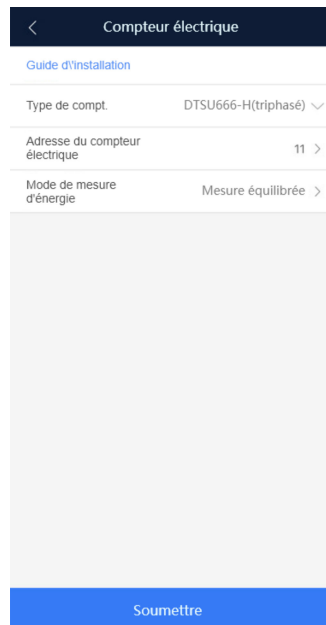 Compteur électrique
Guide d\'installation
Type de compt. DTSU666-H(triphasé)
Adresse du compteur
électrique 11
Mode de mesure
d'énergie Mesure équilibrée
Soumettre